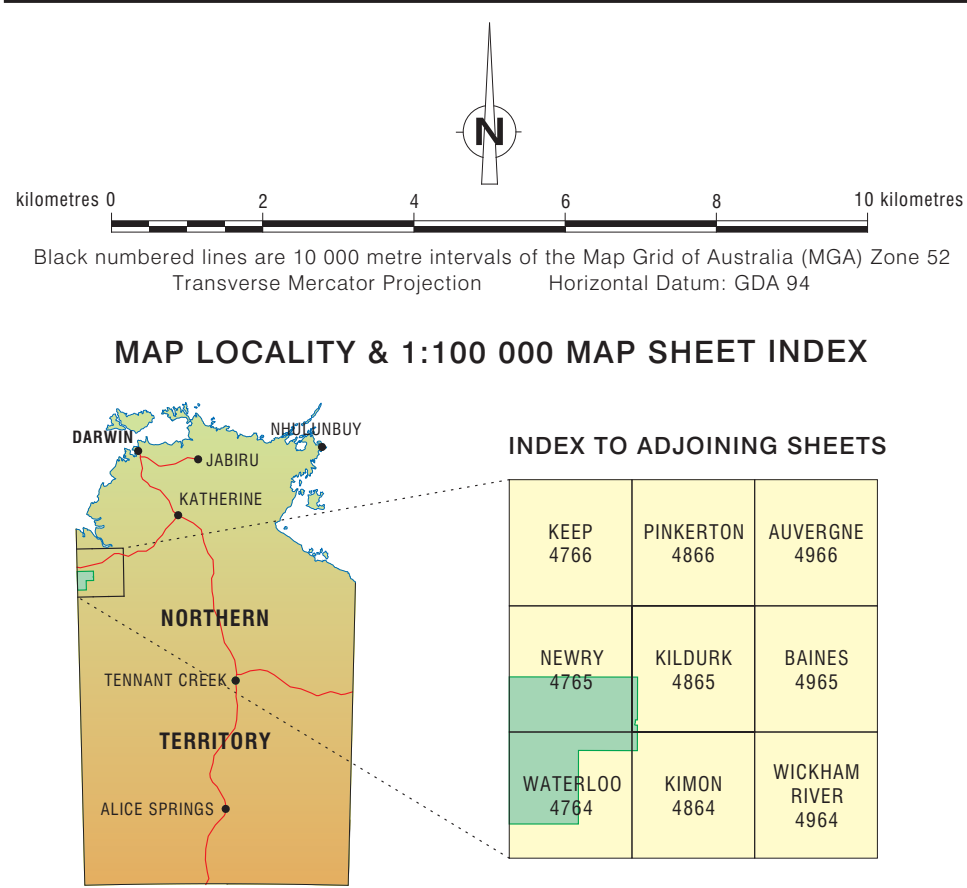 N
kilometres 0 2 4 6 8 10 kilometres
Black numbered lines are 10 000 metre intervals of the Map Grid of Australia (MGA) Zone 52
Transverse Mercator Projection Horizontal Datum: GDA 94
MAP LOCALITY & 1:100 000 MAP SHEET INDEX
DARWIN
NHULUNBUY
JABIRU
KATHERINE
NORTHERN
TENNANT CREEK
TERRITORY
ALICE SPRINGS
INDEX TO ADJOINING SHEETS
KEEP
4766
PINKERTON
4866
AUVERGNE
4966
NEWRY
4765
KILDURK
4865
BAINES
4965
WATERLOO
4764
KIMON
4864
WICKHAM
RIVER
4964